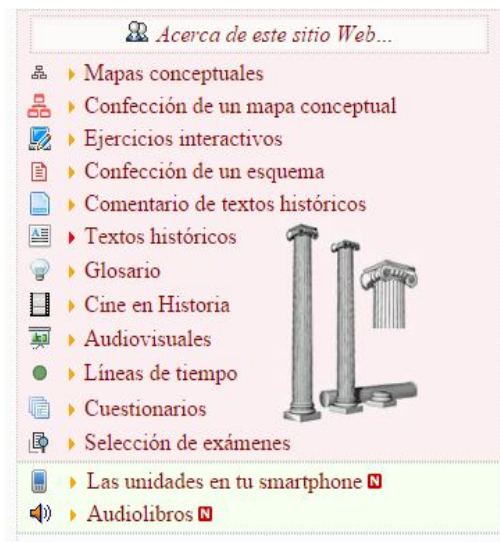 Acerca de este sitio Web...
Mapas conceptuales
Confección de un mapa conceptual
Ejercicios interactivos
Confección de un esquema
Comentario de textos históricos
Textos históricos
Glosario
Cine en Historia
Audiovisuales
Líneas de tiempo
Cuestionarios
Selección de exámenes
Las unidades en tu smartphone N
Audiolibros N